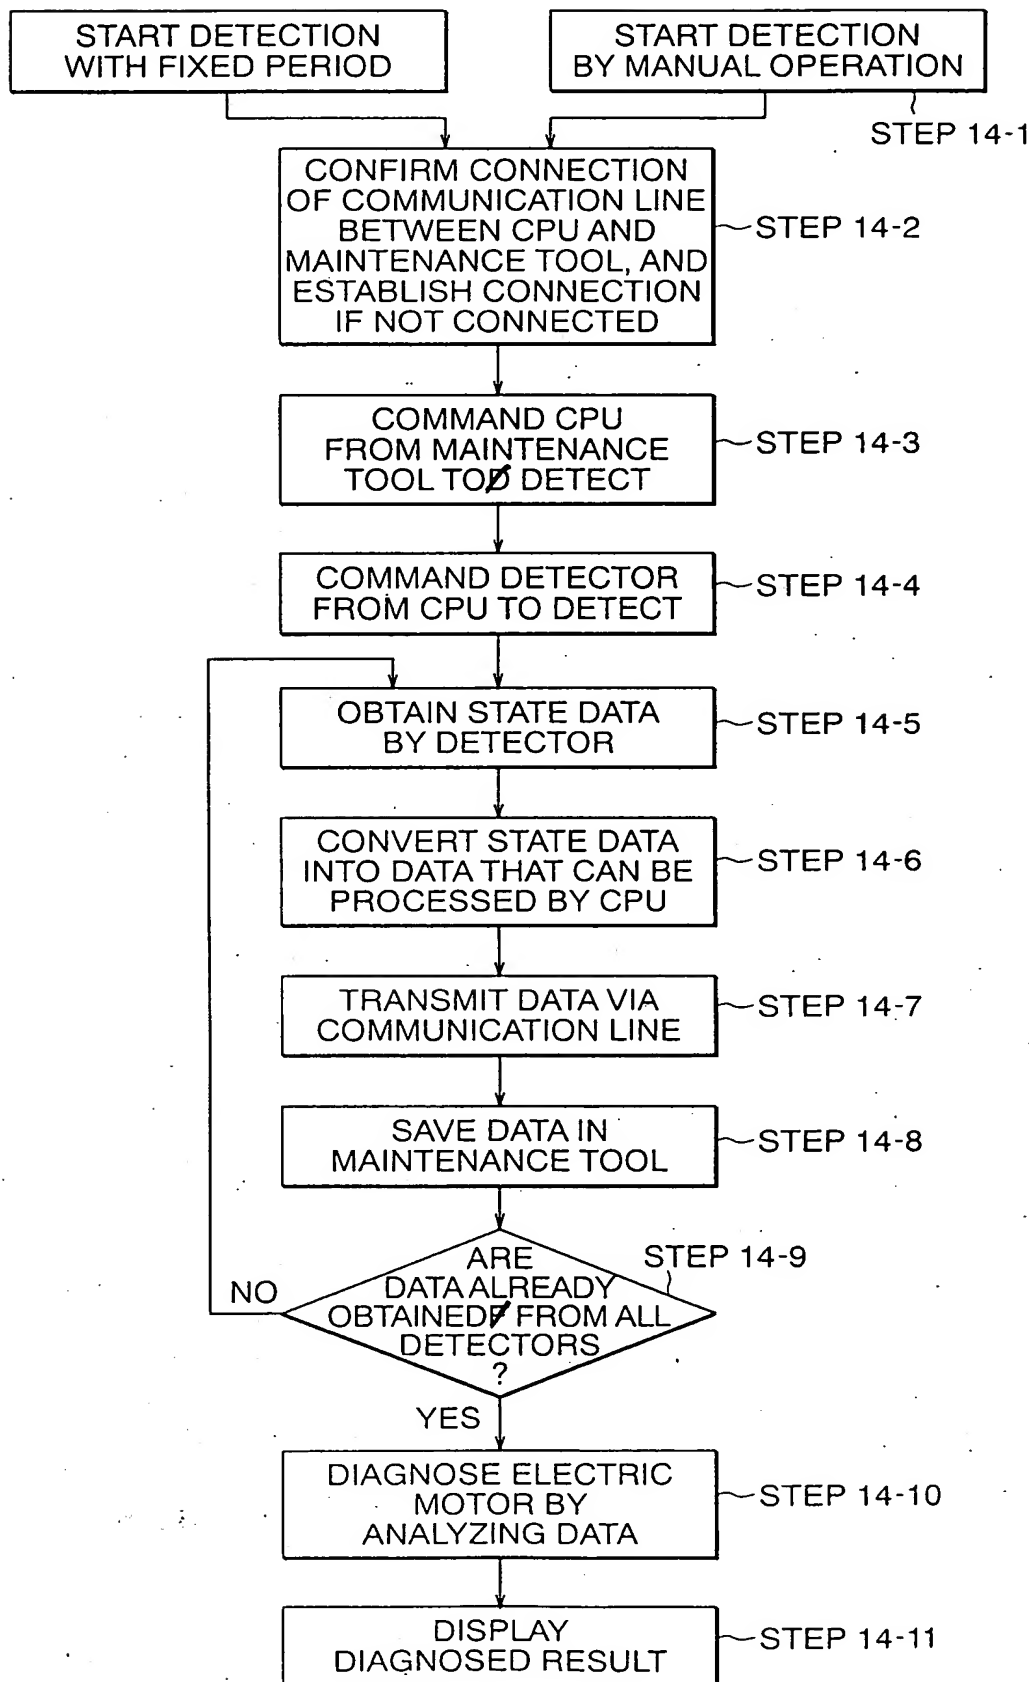 START DETECTION
WITH FIXED PERIOD
START DETECTION
BY MANUAL OPERATION
STEP 14-1
CONFIRM CONNECTION
OF COMMUNICATION LINE
BETWEEN CPU AND
MAINTENANCE TOOL, AND
ESTABLISH CONNECTION
IF NOT CONNECTED
STEP 14-2
COMMAND CPU
FROM MAINTENANCE
TOOL TO DETECT
STEP 14-3
COMMAND DETECTOR
FROM CPU TO DETECT
STEP 14-4
OBTAIN STATE DATA
BY DETECTOR
STEP 14-5
CONVERT STATE DATA
INTO DATA THAT CAN BE
PROCESSED BY CPU
STEP 14-6
TRANSMIT DATA VIA
COMMUNICATION LINE
STEP 14-7
SAVE DATA IN
MAINTENANCE TOOL
STEP 14-8
ARE
DATA ALREADY
OBTAINED FROM ALL
DETECTORS
?
STEP 14-9
NO
YES
DIAGNOSE ELECTRIC
MOTOR BY
ANALYZING DATA
STEP 14-10
DISPLAY
DIAGNOSED RESULT
STEP 14-11